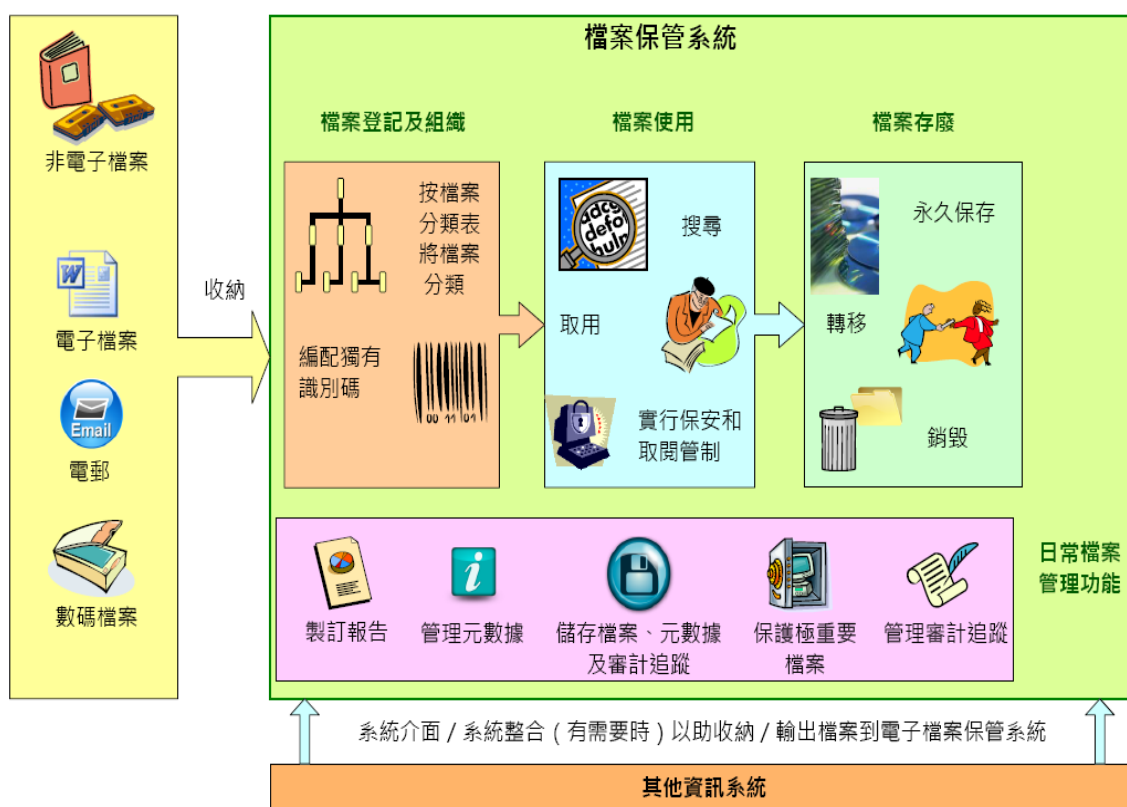 非電子檔案
電子檔案
Email
電郵
數碼檔案
收納
檔案保管系統
檔案登記及組織
按檔案
分類表
將檔案
分類
編配獨有
識別碼
00 11 01
檔案使用
adcg
defo
hulp
搜尋
取用
實行保安和
取閱管制
檔案存廢
永久保存
轉移
銷毀
製訂報告
管理元數據
儲存檔案、元數據
及審計追蹤
保護極重要
檔案
管理審計追蹤
日常檔案
管理功能
系統介面 / 系統整合 ( 有需要時 ) 以助收納 / 輸出檔案到電子檔案保管系統
其他資訊系統